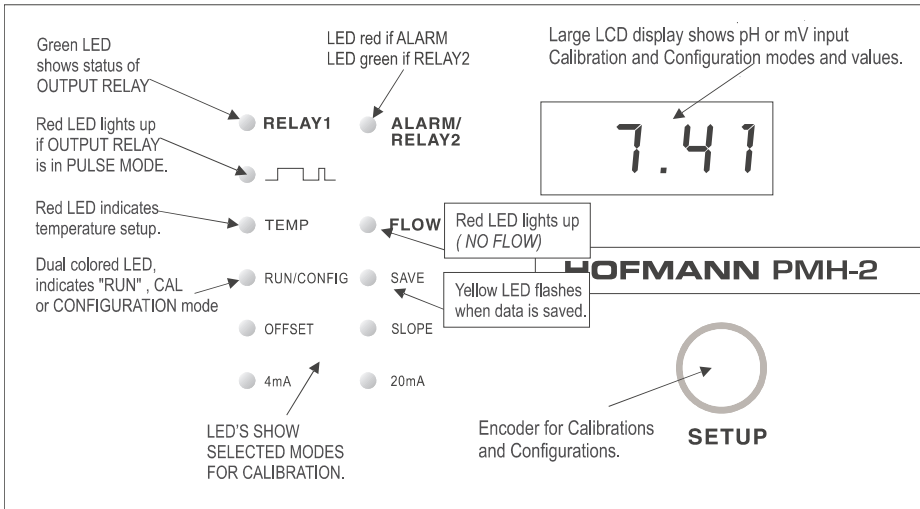 Green LED
shows status of
OUTPUT RELAY
LED red if ALARM
LED green if RELAY2
Large LCD display shows pH or mV input
Calibration and Configuration modes and values.
RELAY1
ALARM/
RELAY2
7.41
Red LED lights up
if OUTPUT RELAY
is in PULSE MODE.
Red LED indicates
temperature setup.
TEMP
FLOW
Red LED lights up
( NO FLOW)
Dual colored LED,
indicates "RUN" , CAL
or CONFIGURATION mode
RUN/CONFIG
SAVE
Yellow LED flashes
when data is saved.
HOFMANN PMH-2
OFFSET
SLOPE
4mA
20mA
LED'S SHOW
SELECTED MODES
FOR CALIBRATION.
Encoder for Calibrations
and Configurations.
SETUP